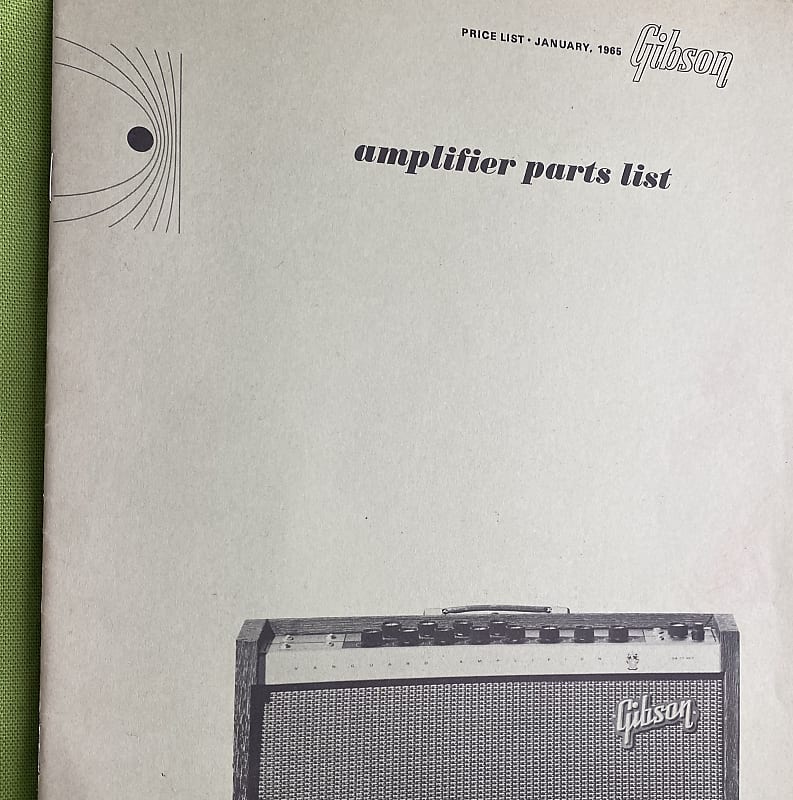 PRICE LIST • JANUARY, 1965 Gibson
amplifier parts list
VANGUARD AMPLIFIER
Gibson